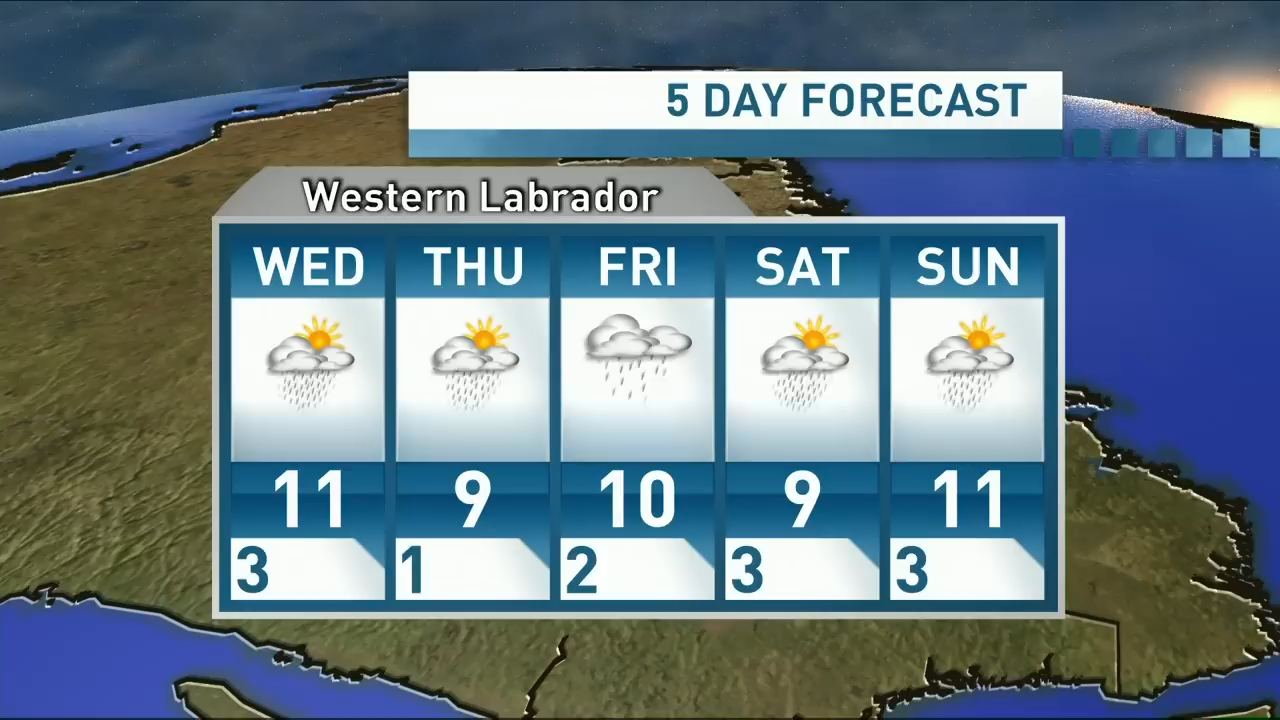 5 DAY FORECAST
Western Labrador
WED THU FRI SAT SUN
11 9 10 9 11
3 1 2 3 3